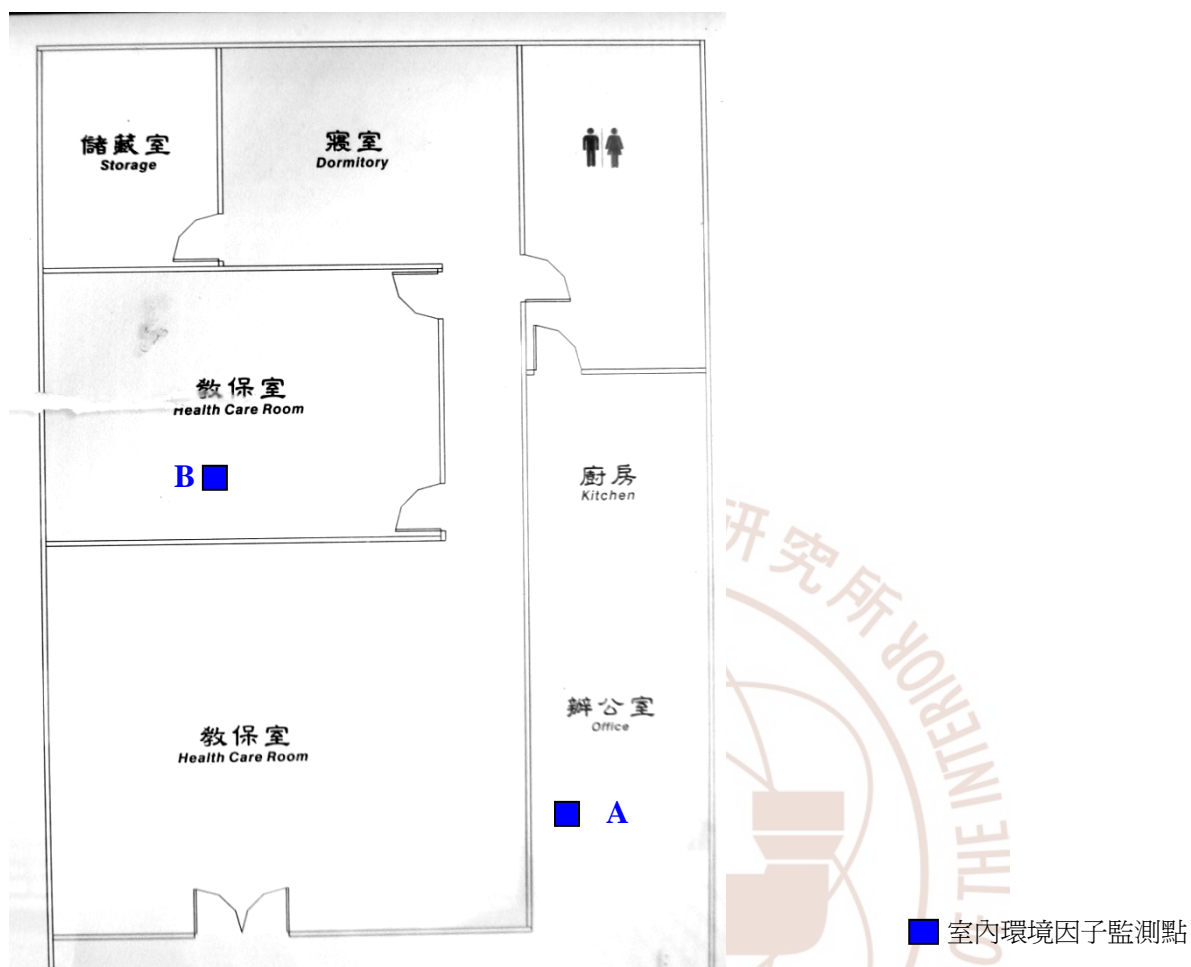 儲藏室
Storage
寢室
Dormitory
教保室
Health Care Room
B
廚房
Kitchen
辦公室
Office
教保室
Health Care Room
A
室內環境因子監測點
研究所
OF THE INTERIOR